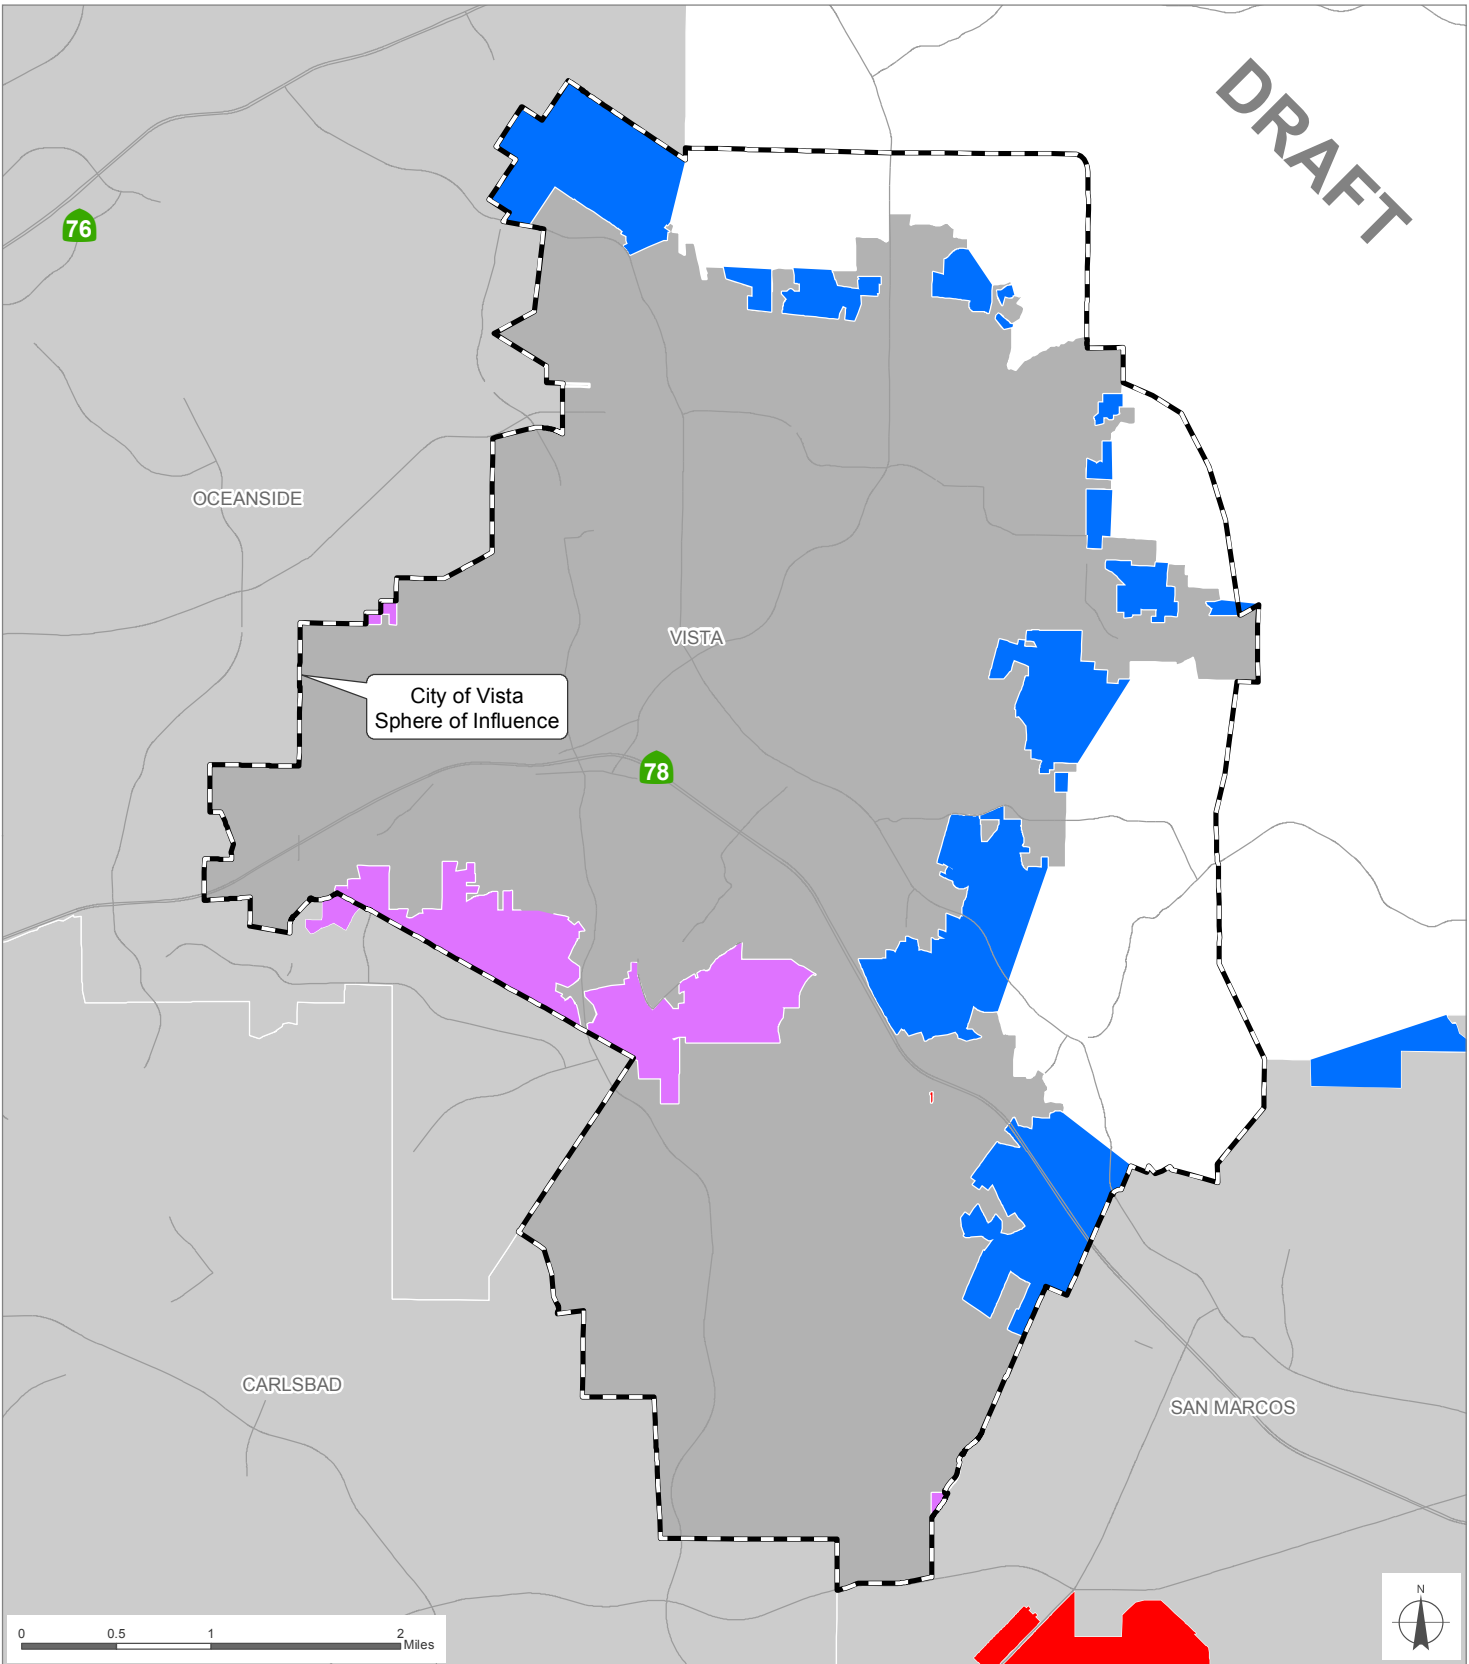 DRAFT
76
OCEANSIDE
VISTA
City of Vista
Sphere of Influence
78
CARLSBAD
SAN MARCOS
N
0 0.5 1 2
Miles